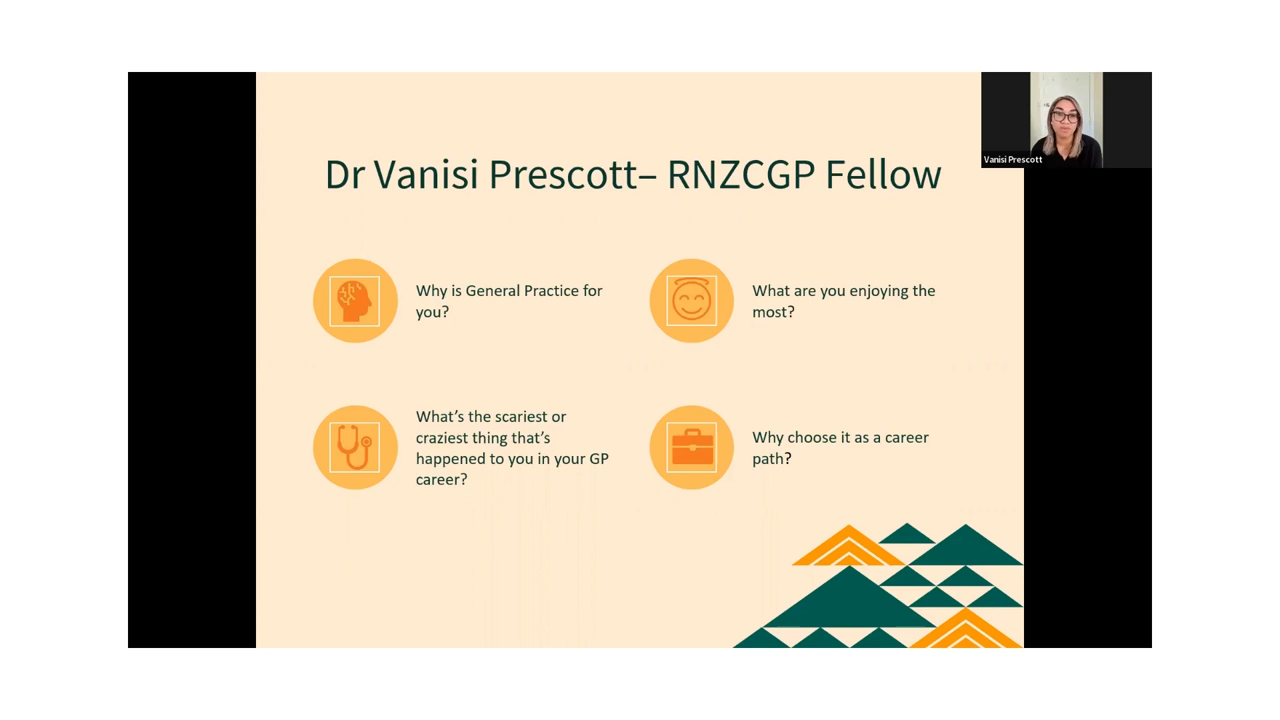 Dr Vanisi Prescott– RNZCGP Fellow
Vanisi Prescott
Why is General Practice for
you?
What are you enjoying the
most?
What’s the scariest or
craziest thing that’s
happened to you in your GP
career?
Why choose it as a career
path?